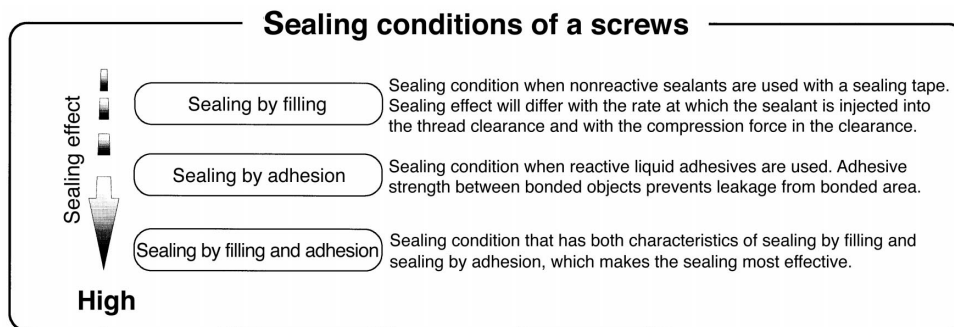 Sealing conditions of a screws
Sealing effect
High
Sealing by filling
Sealing condition when nonreactive sealants are used with a sealing tape.
Sealing effect will differ with the rate at which the sealant is injected into
the thread clearance and with the compression force in the clearance.
Sealing by adhesion
Sealing condition when reactive liquid adhesives are used. Adhesive
strength between bonded objects prevents leakage from bonded area.
Sealing by filling and adhesion
Sealing condition that has both characteristics of sealing by filling and
sealing by adhesion, which makes the sealing most effective.